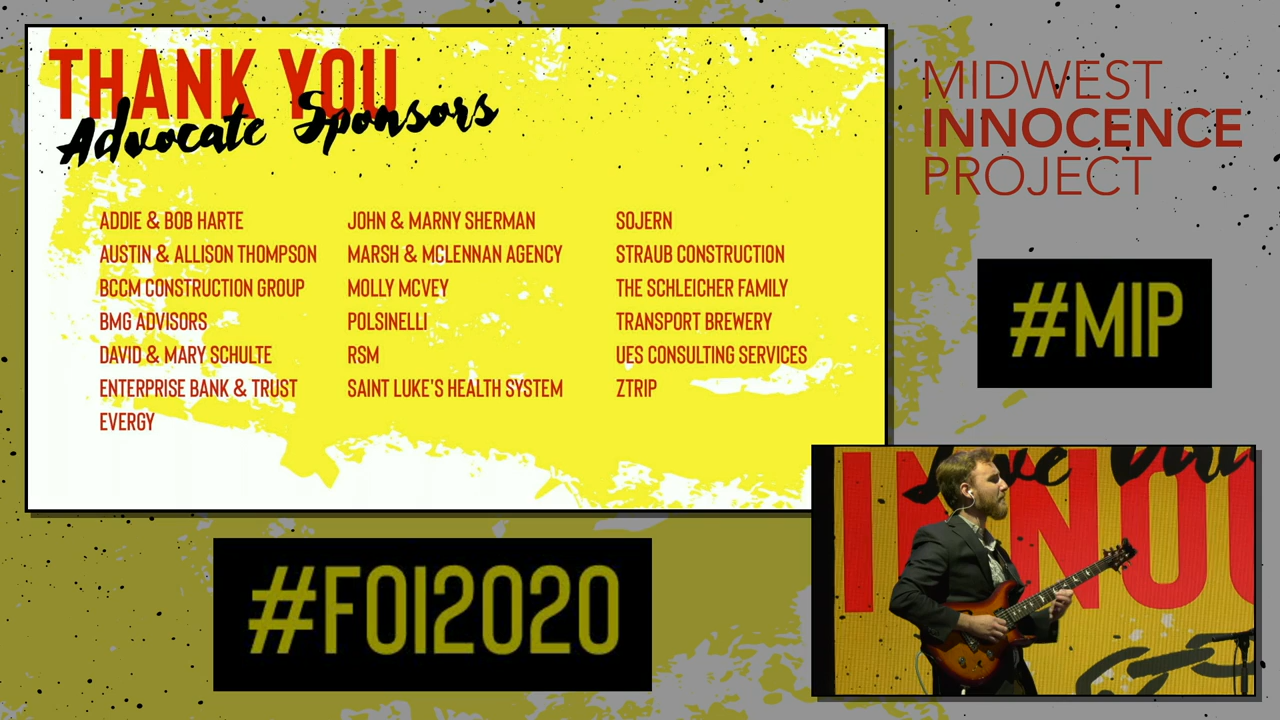 THANK YOU
Advocate Sponsors
ADDIE & BOB HARTE
AUSTIN & ALLISON THOMPSON
BCCM CONSTRUCTION GROUP
BMG ADVISORS
DAVID & MARY SCHULTE
ENTERPRISE BANK & TRUST
EVERGY
JOHN & MARNY SHERMAN
MARSH & MCLENNAN AGENCY
MOLLY MCVEY
POLSINELLI
RSM
SAINT LUKE'S HEALTH SYSTEM
SOJERN
STRAUB CONSTRUCTION
THE SCHLEICHER FAMILY
TRANSPORT BREWERY
UES CONSULTING SERVICES
ZTRIP
MIDWEST
INNOCENCE
PROJECT
#MIP
#FOI2020